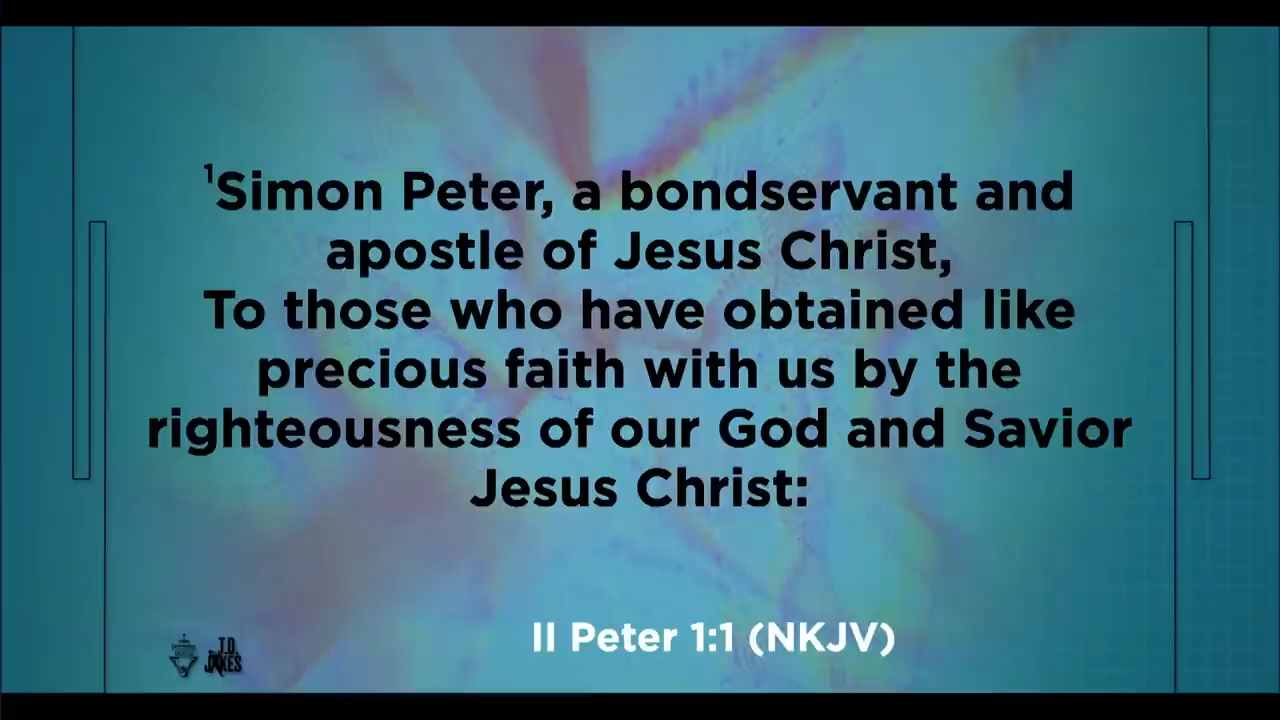 ¹Simon Peter, a bondservant and
apostle of Jesus Christ,
To those who have obtained like
precious faith with us by the
righteousness of our God and Savior
Jesus Christ:
II Peter 1:1 (NKJV)
T.D.
JAKES